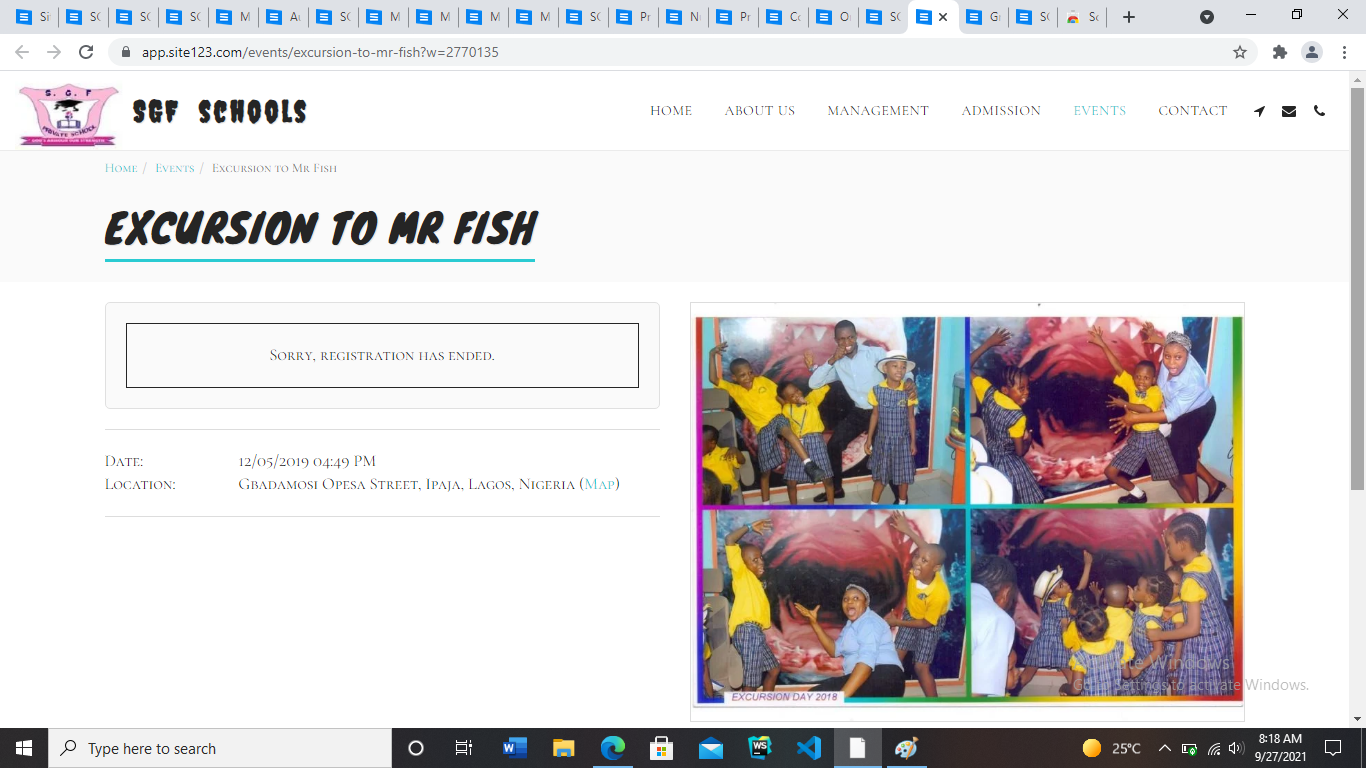 Si
SC
SC
SC
M
Au
SC
M
M
M
M
SC
Pr
N
Pr
Co
O
SC
G
SC
Sc
app.site123.com/events/excursion-to-mr-fish?w=2770135
S. G. F
PRIVATE SCHOOL
SGF SCHOOLS
HOME
ABOUT US
MANAGEMENT
ADMISSION
EVENTS
CONTACT
Home / Events / Excursion to Mr Fish
EXCURSION TO MR FISH
Sorry, registration has ended.
Date: 12/05/2019 04:49 PM
Location: Gbadamosi Opesa Street, Ipaja, Lagos, Nigeria (Map)
EXCURSION DAY 2018
Activate Windows
Go to Settings to activate Windows.
Type here to search
25°C
8:18 AM
9/27/2021